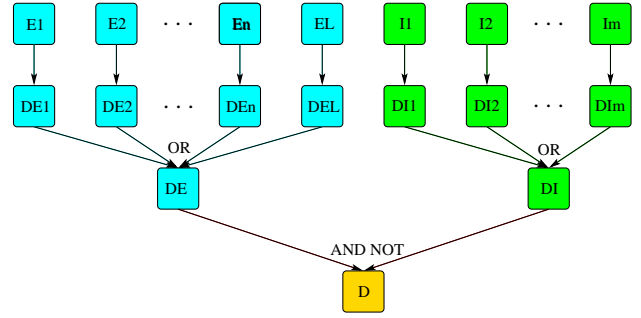 E1 E2 · · · En EL I1 I2 · · · Im
DE1 DE2 · · · DEn DEL DI1 DI2 · · · DIm
OR OR
DE DI
AND NOT
D